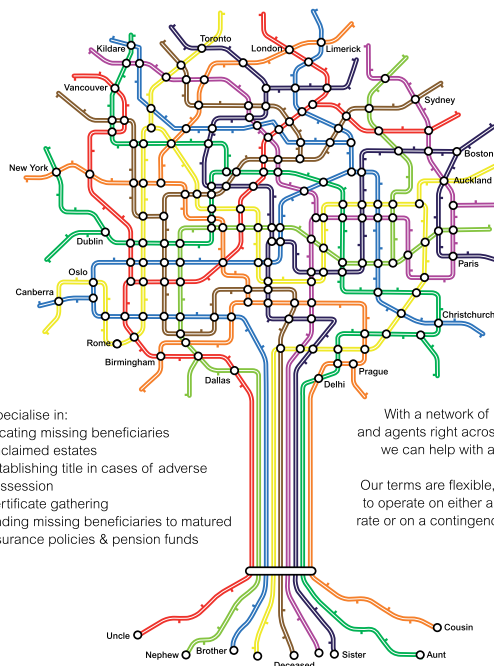 Toronto
Kildare
London
Limerick
Vancouver
Sydney
Boston
New York
Auckland
Dublin
Paris
Oslo
Canberra
Christchurch
Rome
Birmingham
Prague
Dallas
Delhi
pecialise in:
cating missing beneficiaries
claimed estates
tablishing title in cases of adverse
ssession
ertificate gathering
nding missing beneficiaries to matured
surance policies & pension funds
With a network of
and agents right acros
we can help with a
Our terms are flexible,
to operate on either a
rate or on a contingenc
Uncle
Nephew
Brother
Deceased
Sister
Aunt
Cousin